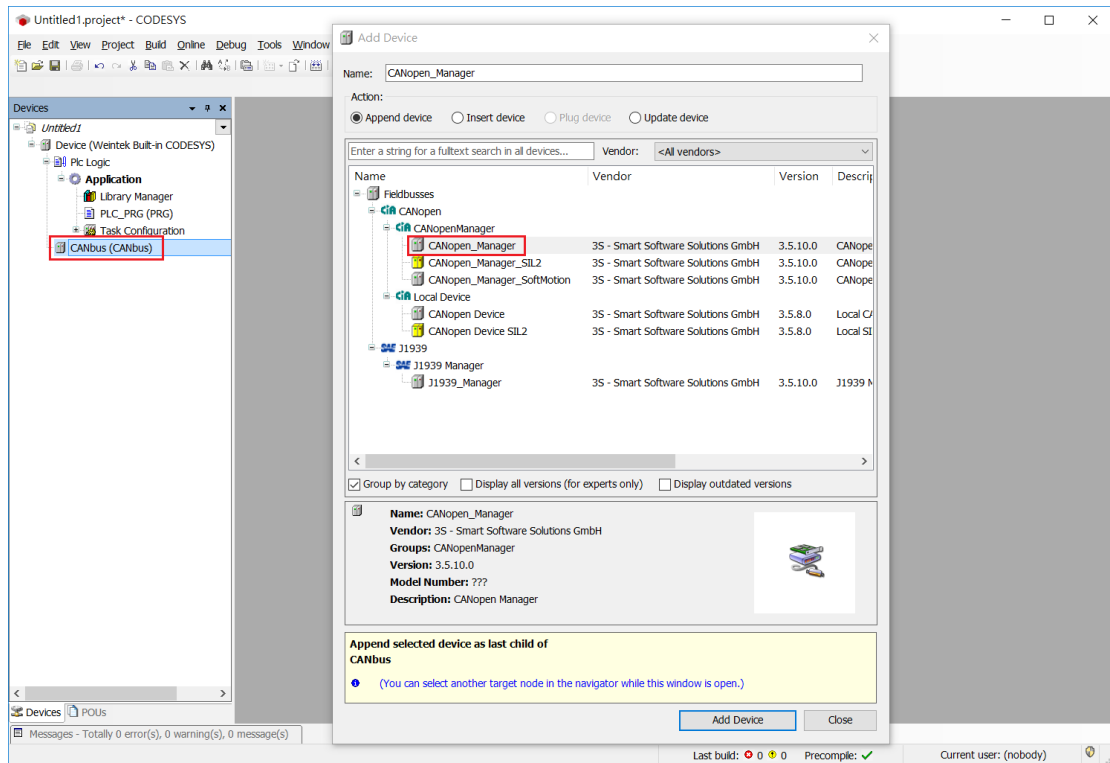 Untitled1.project* - CODESYS
File Edit View Project Build Online Debug Tools Window
Devices
Untitled1
Device (Weintek Built-in CODESYS)
Plc Logic
Application
Library Manager
PLC_PRG (PRG)
Task Configuration
CANbus (CANbus)
Devices POUs
Messages - Totally 0 error(s), 0 warning(s), 0 message(s)
Add Device
Name: CANopen_Manager
Action:
Append device Insert device Plug device Update device
Enter a string for a fulltext search in all devices... Vendor: <All vendors>
Name Vendor Version Descrip
Fieldbusses
CiA CANopen
CiA CANopenManager
CANopen_Manager 3S - Smart Software Solutions GmbH 3.5.10.0 CANope
CANopen_Manager_SIL2 3S - Smart Software Solutions GmbH 3.5.10.0 CANope
CANopen_Manager_SoftMotion 3S - Smart Software Solutions GmbH 3.5.10.0 CANope
CiA Local Device
CANopen Device 3S - Smart Software Solutions GmbH 3.5.8.0 Local CA
CANopen Device SIL2 3S - Smart Software Solutions GmbH 3.5.8.0 Local SI
SAE J1939
SAE J1939 Manager
J1939_Manager 3S - Smart Software Solutions GmbH 3.5.10.0 J1939 M
Group by category Display all versions (for experts only) Display outdated versions
Name: CANopen_Manager
Vendor: 3S - Smart Software Solutions GmbH
Groups: CANopenManager
Version: 3.5.10.0
Model Number: ???
Description: CANopen Manager
Append selected device as last child of
CANbus
(You can select another target node in the navigator while this window is open.)
Add Device Close
Last build: 0 0 Precompile: Current user: (nobody)